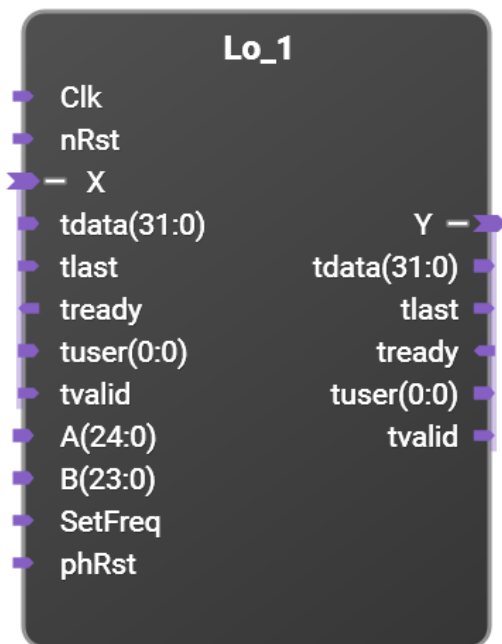 Lo_1
Clk
nRst
X
tdata(31:0)
Y
tlast
tdata(31:0)
tready
tlast
tuser(0:0)
tready
tvalid
tuser(0:0)
A(24:0)
tvalid
B(23:0)
SetFreq
phRst